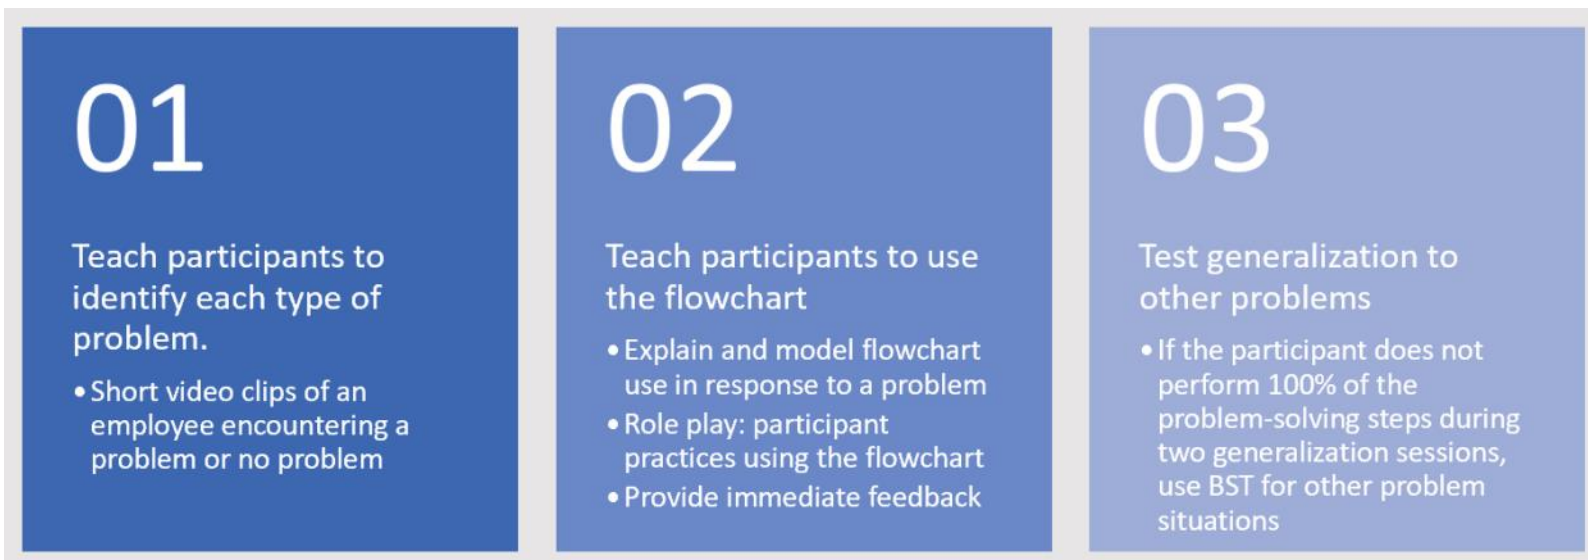 01
Teach participants to
identify each type of
problem.
• Short video clips of an
employee encountering a
problem or no problem
02
Teach participants to use
the flowchart
• Explain and model flowchart
use in response to a problem
• Role play: participant
practices using the flowchart
• Provide immediate feedback
03
Test generalization to
other problems
• If the participant does not
perform 100% of the
problem-solving steps during
two generalization sessions,
use BST for other problem
situations